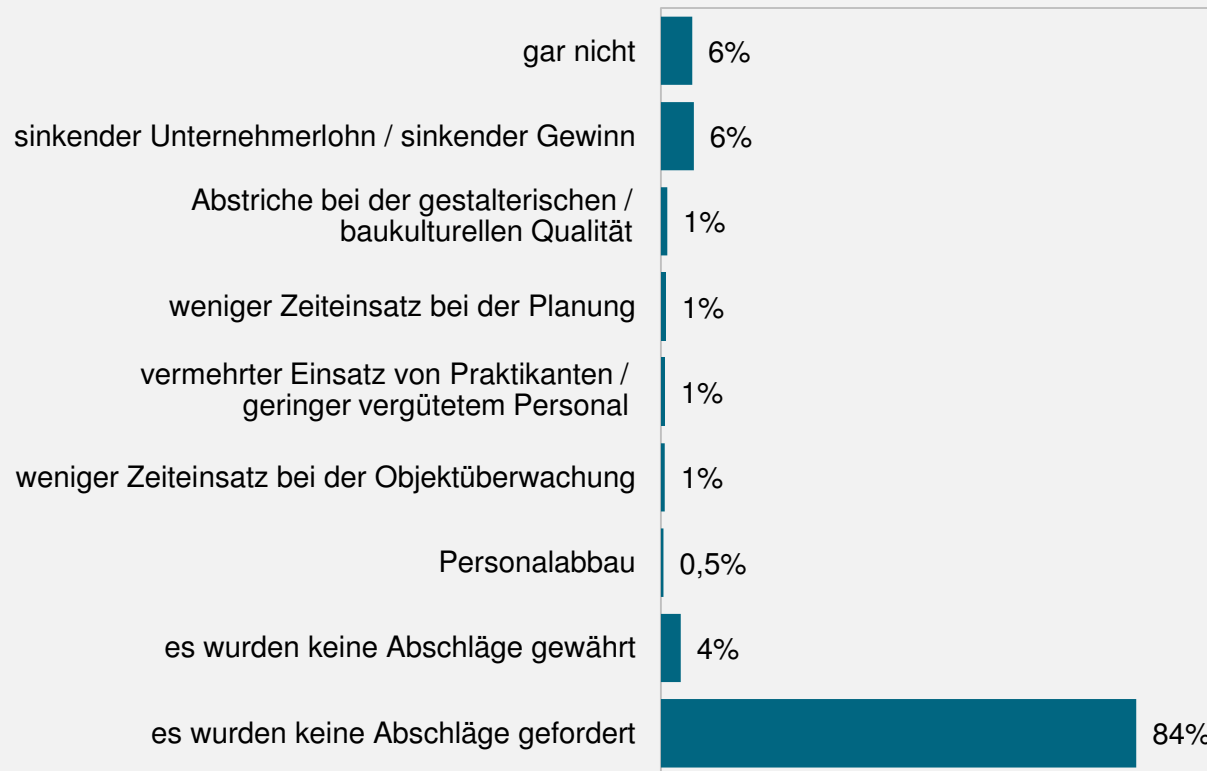 gar nicht 6%
sinkender Unternehmerlohn / sinkender Gewinn 6%
Abstriche bei der gestalterischen /
baukulturellen Qualität 1%
weniger Zeiteinsatz bei der Planung 1%
vermehrter Einsatz von Praktikanten /
geringer vergütetem Personal 1%
weniger Zeiteinsatz bei der Objektüberwachung 1%
Personalabbau 0,5%
es wurden keine Abschläge gewährt 4%
es wurden keine Abschläge gefordert 84%